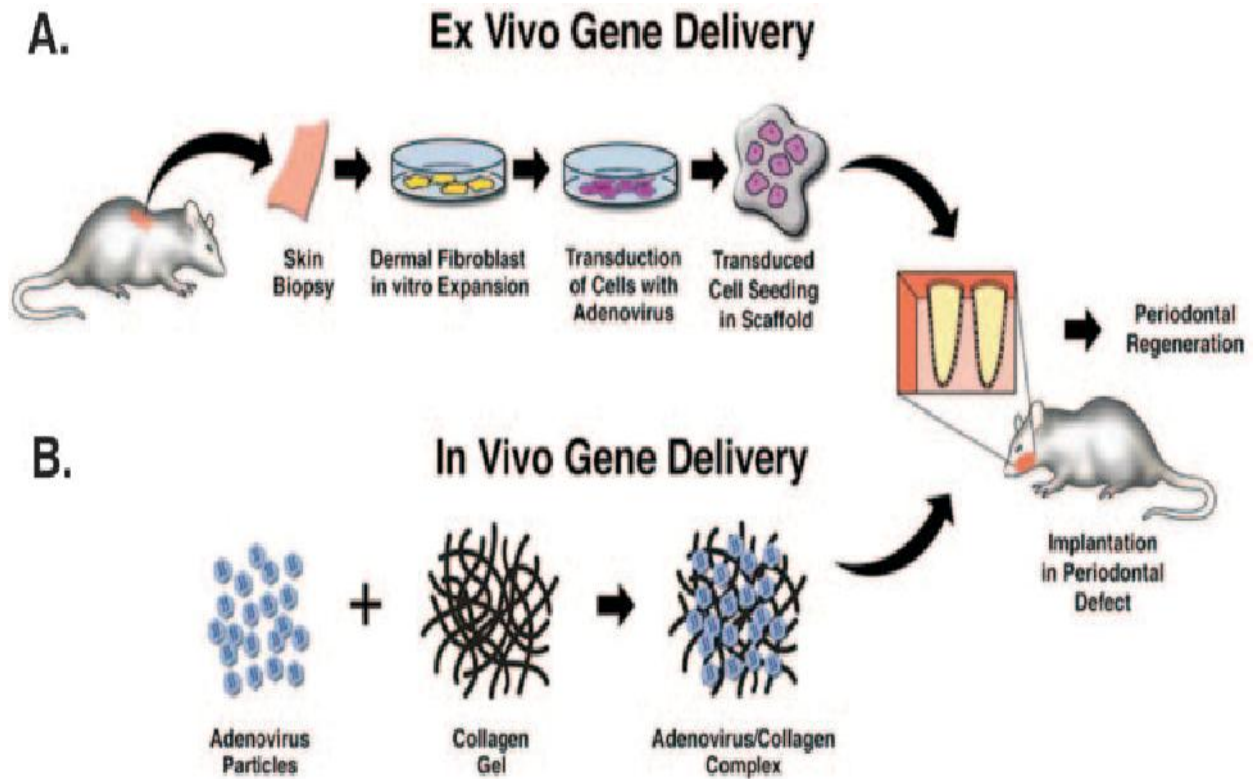 A.
Ex Vivo Gene Delivery
Skin
Biopsy
Dermal Fibroblast
in vitro Expansion
Transduction
of Cells with
Adenovirus
Transduced
Cell Seeding
in Scaffold
Periodontal
Regeneration
B.
In Vivo Gene Delivery
Implantation
in Periodontal
Defect
+
Adenovirus
Particles
Collagen
Gel
Adenovirus/Collagen
Complex